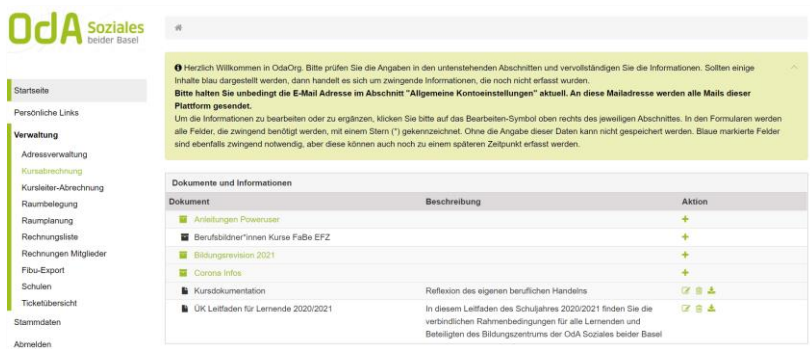 OdA Soziales
beider Basel
Startseite
Persönliche Links
Verwaltung
Adressverwaltung
Kursabrechnung
Kursleiter-Abrechnung
Raumbelegung
Raumplanung
Rechnungsliste
Rechnungen Mitglieder
Fibu-Export
Schulen
Ticketübersicht
Stammdaten
Abmelden
Herzlich Willkommen in OdaOrg. Bitte prüfen Sie die Angaben in den untenstehenden Abschnitten und vervollständigen Sie die Informationen. Sollten einige
Inhalte blau dargestellt werden, dann handelt es sich um zwingende Informationen, die noch nicht erfasst wurden.
Bitte halten Sie unbedingt die E-Mail Adresse im Abschnitt "Allgemeine Kontoeinstellungen" aktuell. An diese Mailadresse werden alle Mails dieser
Plattform gesendet.
Um die Informationen zu bearbeiten oder zu ergänzen, klicken Sie bitte auf das Bearbeiten-Symbol oben rechts des jeweiligen Abschnittes. In den Formularen werden
alle Felder, die zwingend benötigt werden, mit einem Stern (*) gekennzeichnet. Ohne die Angabe dieser Daten kann nicht gespeichert werden. Blaue markierte Felder
sind ebenfalls zwingend notwendig, aber diese können auch noch zu einem späteren Zeitpunkt erfasst werden.
Dokumente und Informationen
Dokument Beschreibung Aktion
Anleitungen Poweruser
Berufsbildner*innen Kurse FaBe EFZ
Bildungsrevision 2021
Corona Infos
Kursdokumentation Reflexion des eigenen beruflichen Handelns
ÜK Leitfaden für Lernende 2020/2021 In diesem Leitfaden des Schuljahres 2020/2021 finden Sie die
verbindlichen Rahmenbedingungen für alle Lernenden und
Beteiligten des Bildungszentrums der OdA Soziales beider Basel